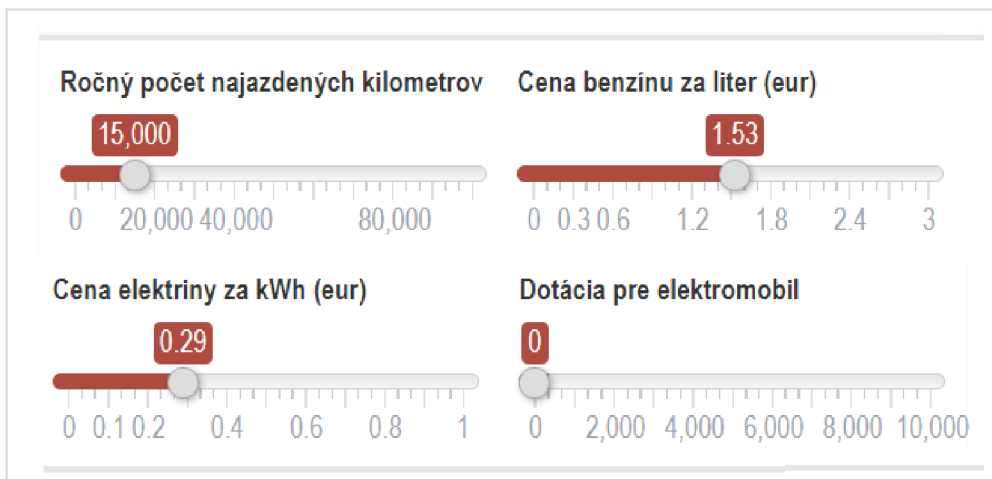 Ročný počet najazdených kilometrov
15,000
0 20,000 40,000 80,000
Cena benzínu za liter (eur)
1.53
0 0.3 0.6 1.2 1.8 2.4 3
Cena elektriny za kWh (eur)
0.29
0 0.1 0.2 0.4 0.6 0.8 1
Dotácia pre elektromobil
0
0 2,000 4,000 6,000 8,000 10,000